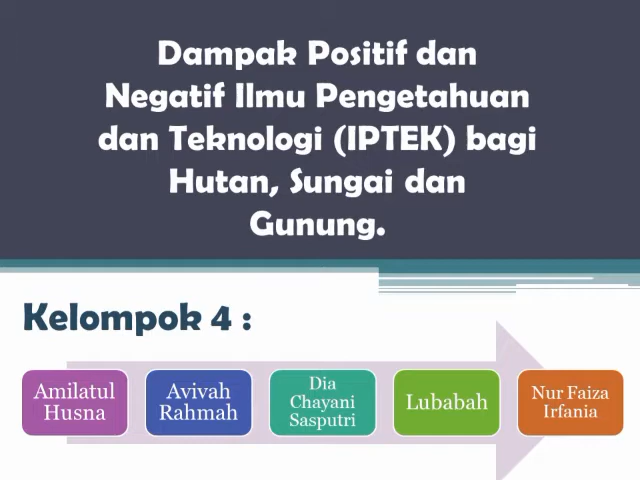 Dampak Positif dan
Negatif Ilmu Pengetahuan
dan Teknologi (IPTEK) bagi
Hutan, Sungai dan
Gunung.
Kelompok 4 :
Amilatul
Husna
Avivah
Rahmah
Dia
Chayani
Sasputri
Lubabah
Nur Faiza
Irfania